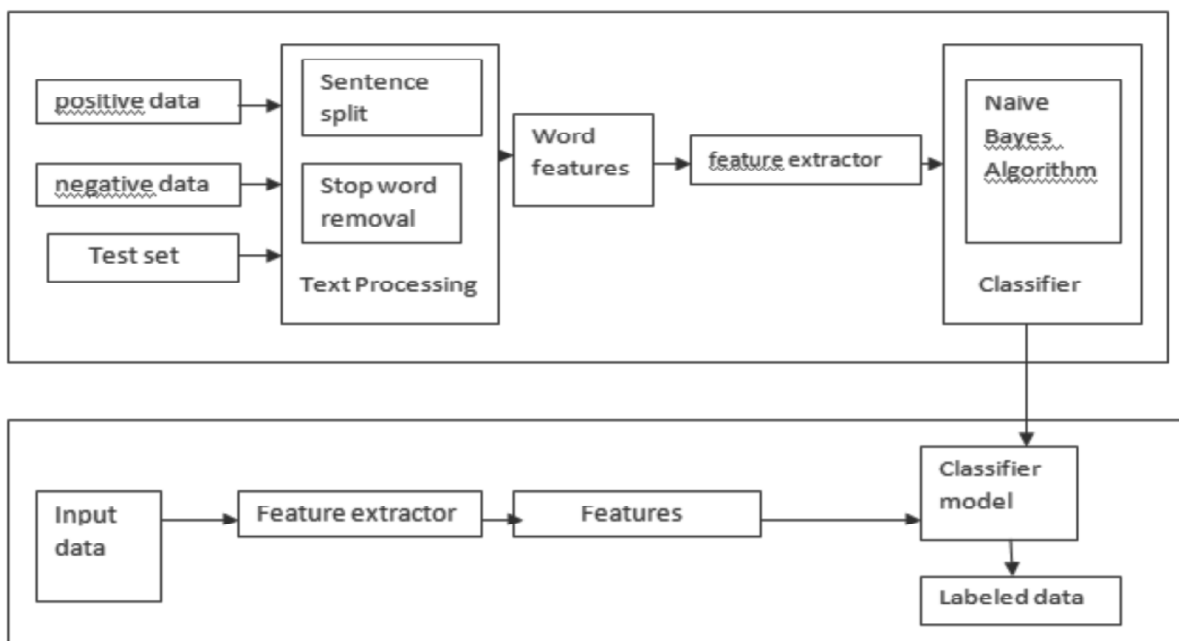 positive data
negative data
Test set
Sentence
split
Stop word
removal
Text Processing
Word
features
feature extractor
Naive
Bayes
Algorithm
Classifier
Input
data
Feature extractor
Features
Classifier
model
Labeled data